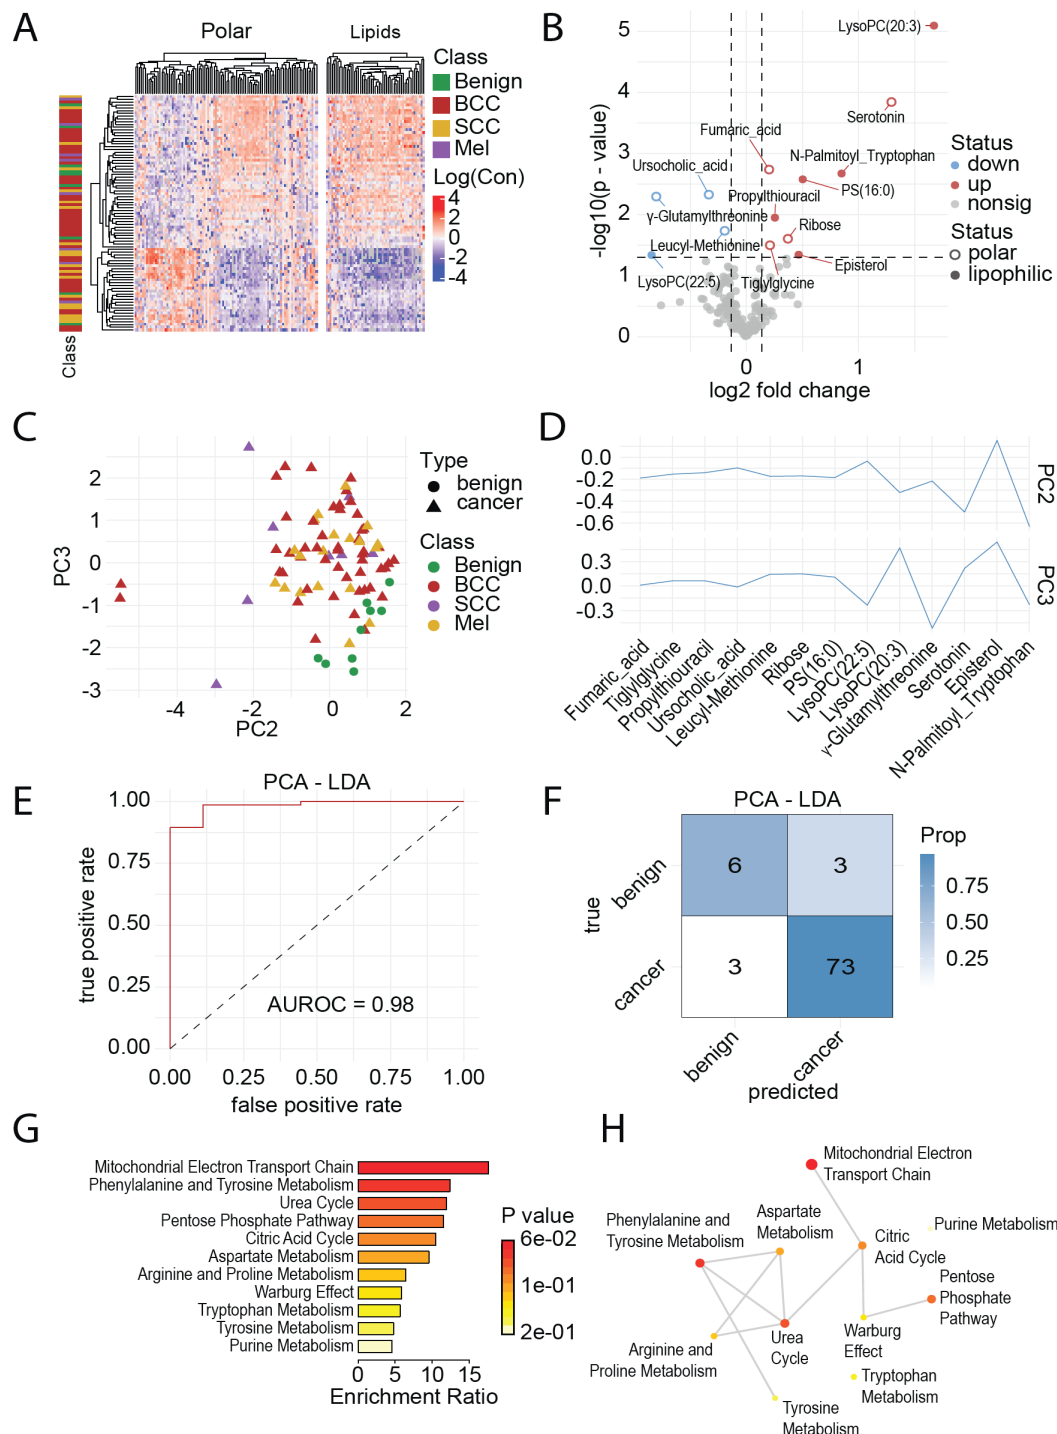 A
Polar
Lipids
Class
Benign
BCC
SCC
Mel
Log(Con)
4
2
0
-2
-4
Class
B
-log10(p - value)
5
4
3
2
1
0
LysoPC(20:3)
Serotonin
Fumaric_acid
N-Palmitoyl_Tryptophan
Ursocholic_acid
PS(16:0)
Propylthiouracil
γ-Glutamylthreonine
Ribose
Leucyl-Methionine
Episterol
LysoPC(22:5)
Tiglylglycine
0
1
log2 fold change
Status
down
up
nonsig
Status
polar
lipophilic
C
PC3
2
1
0
-1
-2
-3
-4
-2
0
2
PC2
Type
benign
cancer
Class
Benign
BCC
SCC
Mel
D
0.0
-0.2
-0.4
-0.6
PC2
0.3
0.0
-0.3
PC3
Fumaric_acid
Tiglylglycine
Propylthiouracil
Ursocholic_acid
Leucyl-Methionine
Ribose
PS(16:0)
LysoPC(22:5)
LysoPC(20:3)
γ-Glutamylthreonine
Serotonin
Episterol
N-Palmitoyl_Tryptophan
E
PCA - LDA
true positive rate
1.00
0.75
0.50
0.25
0.00
AUROC = 0.98
0.00
0.25
0.50
0.75
1.00
false positive rate
F
PCA - LDA
true
benign
cancer
6
3
3
73
benign
cancer
predicted
Prop
0.75
0.50
0.25
G
Mitochondrial Electron Transport Chain
Phenylalanine and Tyrosine Metabolism
Urea Cycle
Pentose Phosphate Pathway
Citric Acid Cycle
Aspartate Metabolism
Arginine and Proline Metabolism
Warburg Effect
Tryptophan Metabolism
Tyrosine Metabolism
Purine Metabolism
0
5
10
15
Enrichment Ratio
P value
6e-02
1e-01
2e-01
H
Mitochondrial Electron
Transport Chain
Phenylalanine and
Tyrosine Metabolism
Aspartate
Metabolism
Citric
Acid Cycle
Purine Metabolism
Pentose
Phosphate
Pathway
Arginine and
Proline Metabolism
Urea
Cycle
Warburg
Effect
Tryptophan
Metabolism
Tyrosine
Metabolism